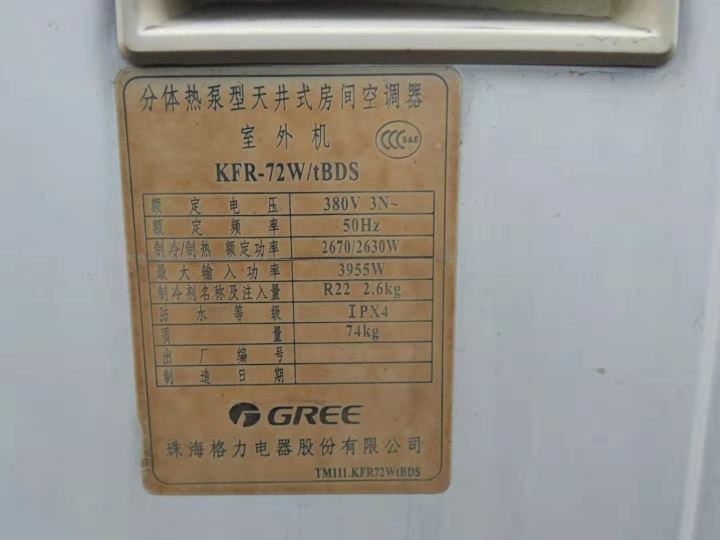 分体热泵型天井式房间空调器
室外机
CCC S&E
KFR-72W/tBDS
额定电压 380V 3N~
额定频率 50Hz
制冷/制热 额定功率 2670/2630W
最大输入功率 3955W
制冷剂名称及注入量 R22 2.6kg
防水等级 IPX4
质量 74kg
出厂编号
制造日期
GREE
珠海格力电器股份有限公司
TM111.KFR72WtBDS